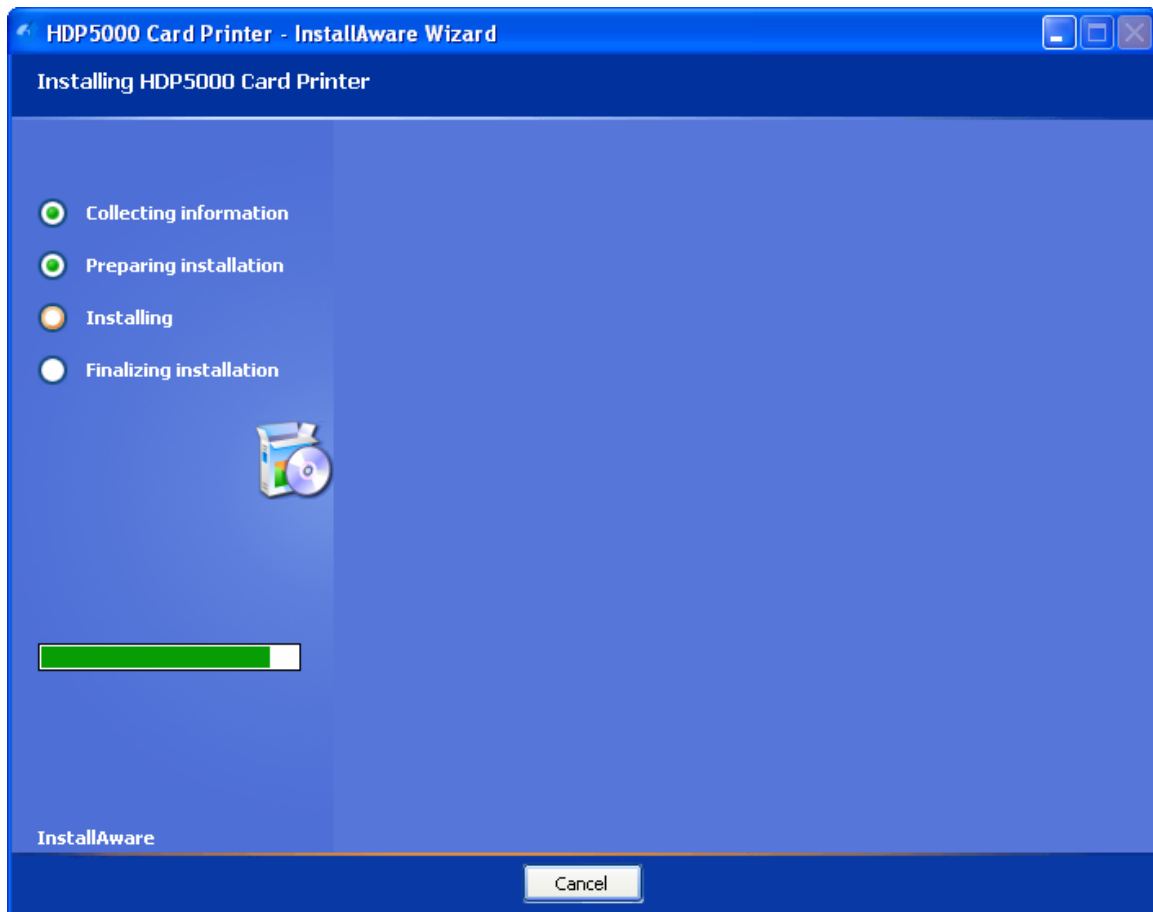 HDP5000 Card Printer - InstallAware Wizard
Installing HDP5000 Card Printer
Collecting information
Preparing installation
Installing
Finalizing installation
InstallAware
Cancel